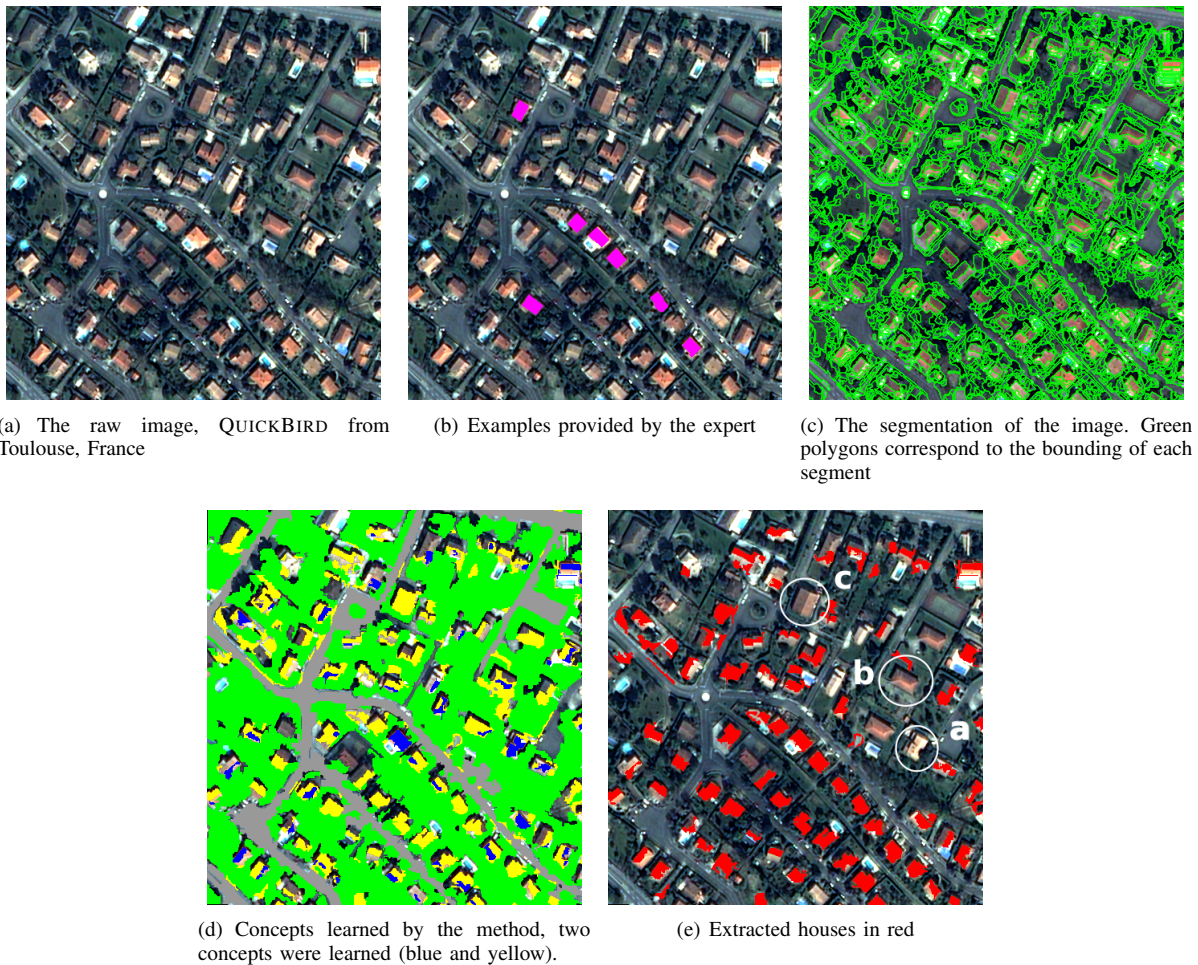 (a) The raw image, QUICKBIRD from
Toulouse, France
(b) Examples provided by the expert
(c) The segmentation of the image. Green
polygons correspond to the bounding of each
segment
c
b
a
(d) Concepts learned by the method, two
concepts were learned (blue and yellow).
(e) Extracted houses in red